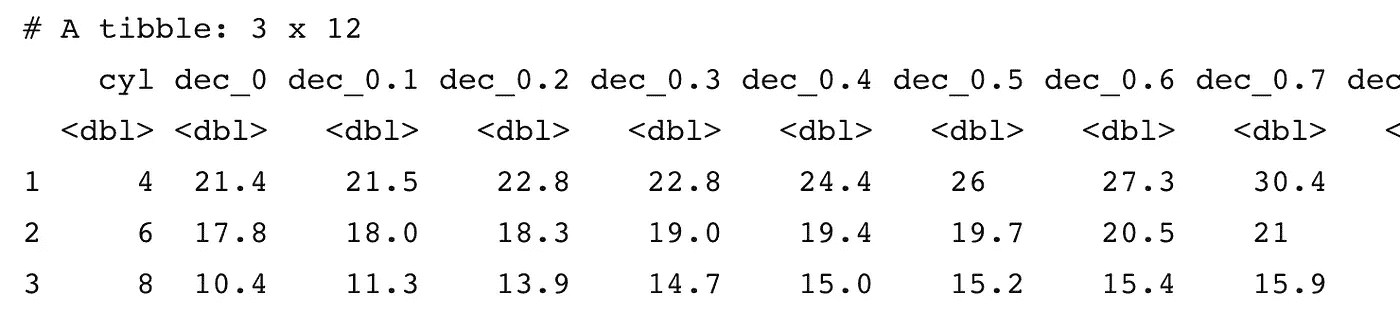 # A tibble: 3 x 12
cyl dec_0 dec_0.1 dec_0.2 dec_0.3 dec_0.4 dec_0.5 dec_0.6 dec_0.7 dec
<dbl> <dbl> <dbl> <dbl> <dbl> <dbl> <dbl> <dbl> <dbl> <
1 4 21.4 21.5 22.8 22.8 24.4 26 27.3 30.4
2 6 17.8 18.0 18.3 19.0 19.4 19.7 20.5 21
3 8 10.4 11.3 13.9 14.7 15.0 15.2 15.4 15.9